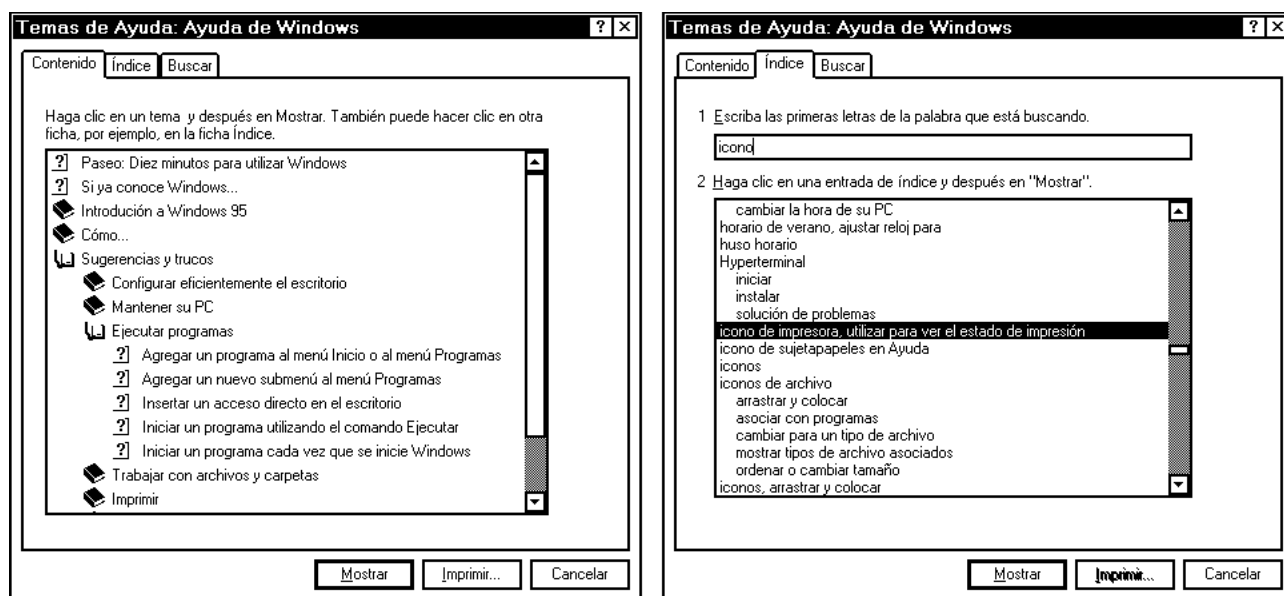 Temas de Ayuda: Ayuda de Windows
Contenido Índice Buscar
Haga clic en un tema y después en Mostrar. También puede hacer clic en otra
ficha, por ejemplo, en la ficha Índice.
Paseo: Diez minutos para utilizar Windows
Si ya conoce Windows...
Introdución a Windows 95
Cómo...
Sugerencias y trucos
Configurar eficientemente el escritorio
Mantener su PC
Ejecutar programas
Agregar un programa al menú Inicio o al menú Programas
Agregar un nuevo submenú al menú Programas
Insertar un acceso directo en el escritorio
Iniciar un programa utilizando el comando Ejecutar
Iniciar un programa cada vez que se inicie Windows
Trabajar con archivos y carpetas
Imprimir
Mostrar Imprimir... Cancelar
Temas de Ayuda: Ayuda de Windows
Contenido Índice Buscar
1 Escriba las primeras letras de la palabra que está buscando.
icono
2 Haga clic en una entrada de índice y después en "Mostrar".
cambiar la hora de su PC
horario de verano, ajustar reloj para
huso horario
Hyperterminal
iniciar
instalar
solución de problemas
icono de impresora, utilizar para ver el estado de impresión
icono de sujetapapeles en Ayuda
iconos
iconos de archivo
arrastrar y colocar
asociar con programas
cambiar para un tipo de archivo
mostrar tipos de archivo asociados
ordenar o cambiar tamaño
iconos, arrastrar y colocar
Mostrar Imprimir... Cancelar